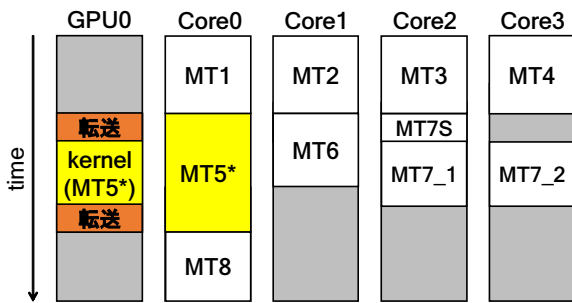 GPU0
Core0
Core1
Core2
Core3
time
転送
kernel
(MT5*)
転送
MT1
MT5*
MT8
MT2
MT6
MT3
MT7S
MT7_1
MT4
MT7_2